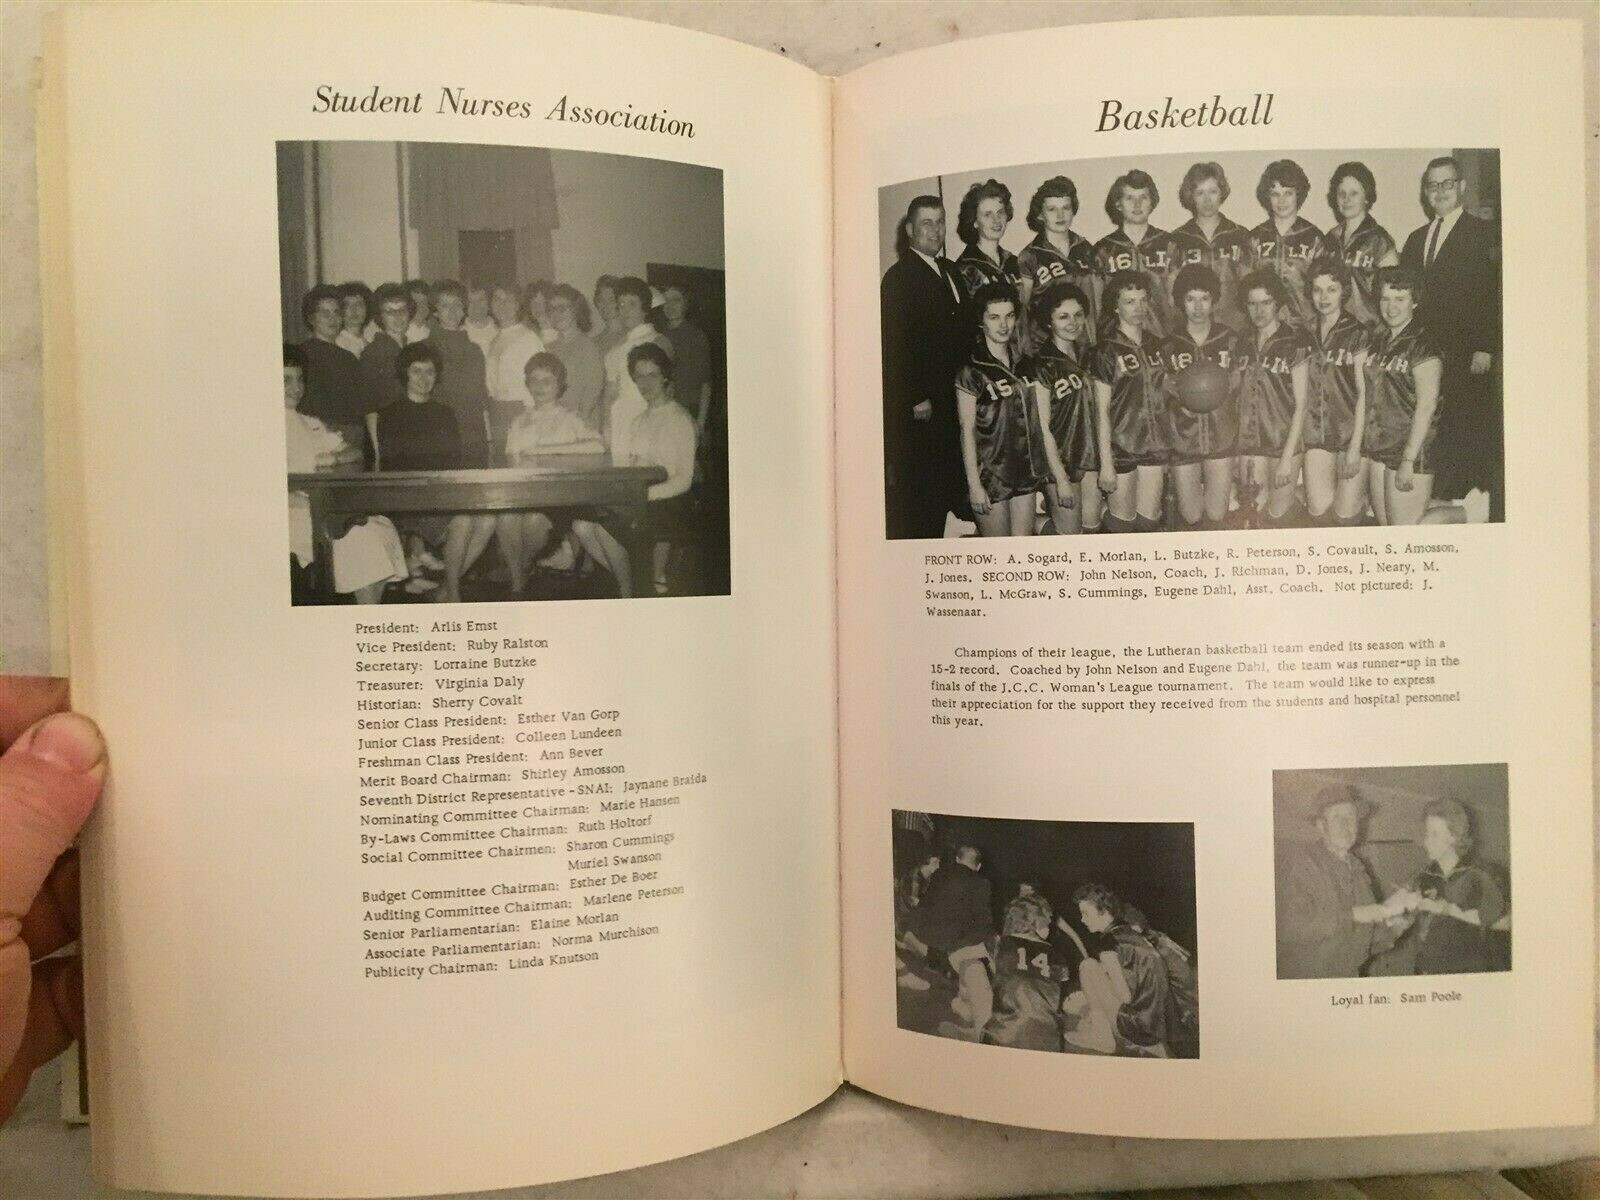 Student Nurses Association
President: Arlis Ernst
Vice President: Ruby Ralston
Secretary: Lorraine Butzke
Treasurer: Virginia Daly
Historian: Sherry Covalt
Senior Class President: Esther Van Gorp
Junior Class President: Colleen Lundeen
Freshman Class President: Ann Bever
Merit Board Chairman: Shirley Amosson
Seventh District Representative - SNAI: Jaynane Braida
Nominating Committee Chairman: Marie Hansen
By-Laws Committee Chairman: Ruth Holtorf
Social Committee Chairmen: Sharon Cummings
Muriel Swanson
Budget Committee Chairman: Esther De Boer
Auditing Committee Chairman: Marlene Peterson
Senior Parliamentarian: Elaine Morlan
Associate Parliamentarian: Norma Murchison
Publicity Chairman: Linda Knutson
Basketball
22 L
16 LI
13 LI
17 LI
LIH
15 L
20
13 L
18 LI
LIH
LIH
LIH
FRONT ROW: A. Sogard, E. Morlan, L. Butzke, R. Peterson, S. Covault, S. Amosson,
J. Jones. SECOND ROW: John Nelson, Coach, J. Richman, D. Jones, J. Neary, M.
Swanson, L. McGraw, S. Cummings, Eugene Dahl, Asst. Coach. Not pictured: J.
Wassenaar.
Champions of their league, the Lutheran basketball team ended its season with a
15-2 record. Coached by John Nelson and Eugene Dahl, the team was runner-up in the
finals of the J.C.C. Woman's League tournament. The team would like to express
their appreciation for the support they received from the students and hospital personnel
this year.
14
Loyal fan: Sam Poole